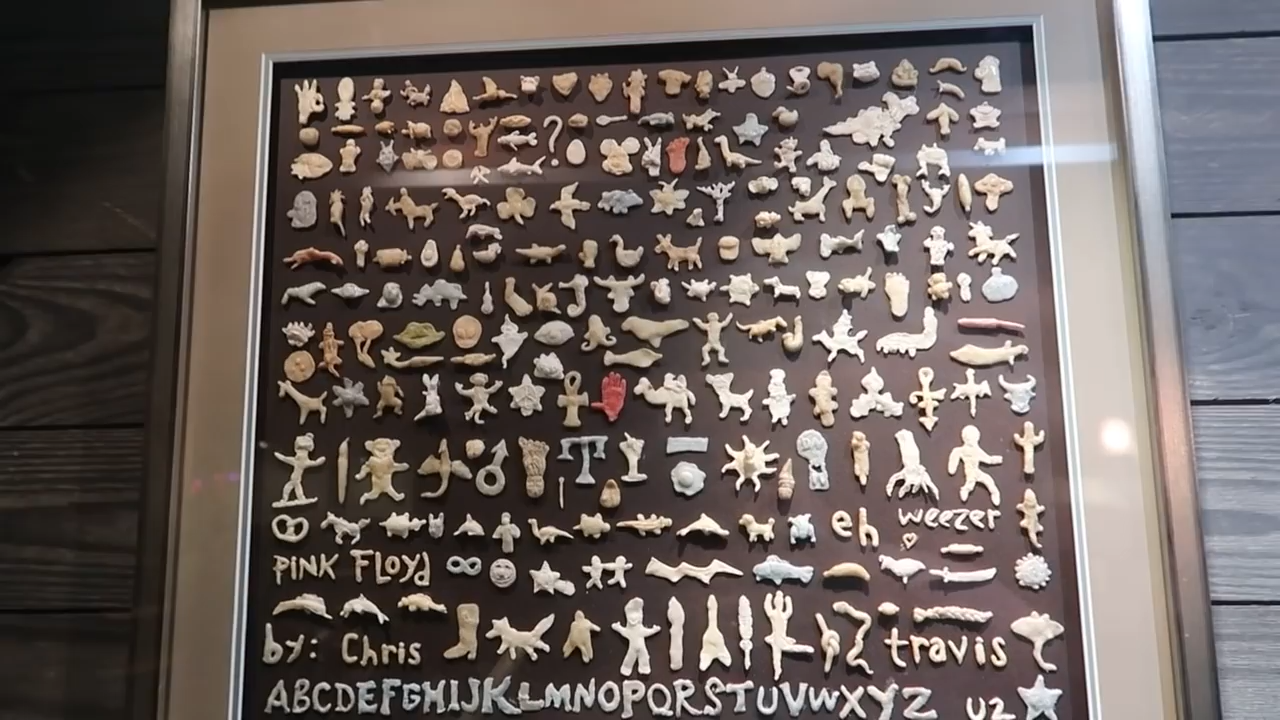 ?
eh weezer
PINK FLOYD
by: Chris travis
ABCDEFGHIJKLMNOPQRSTUVWXYZ U2